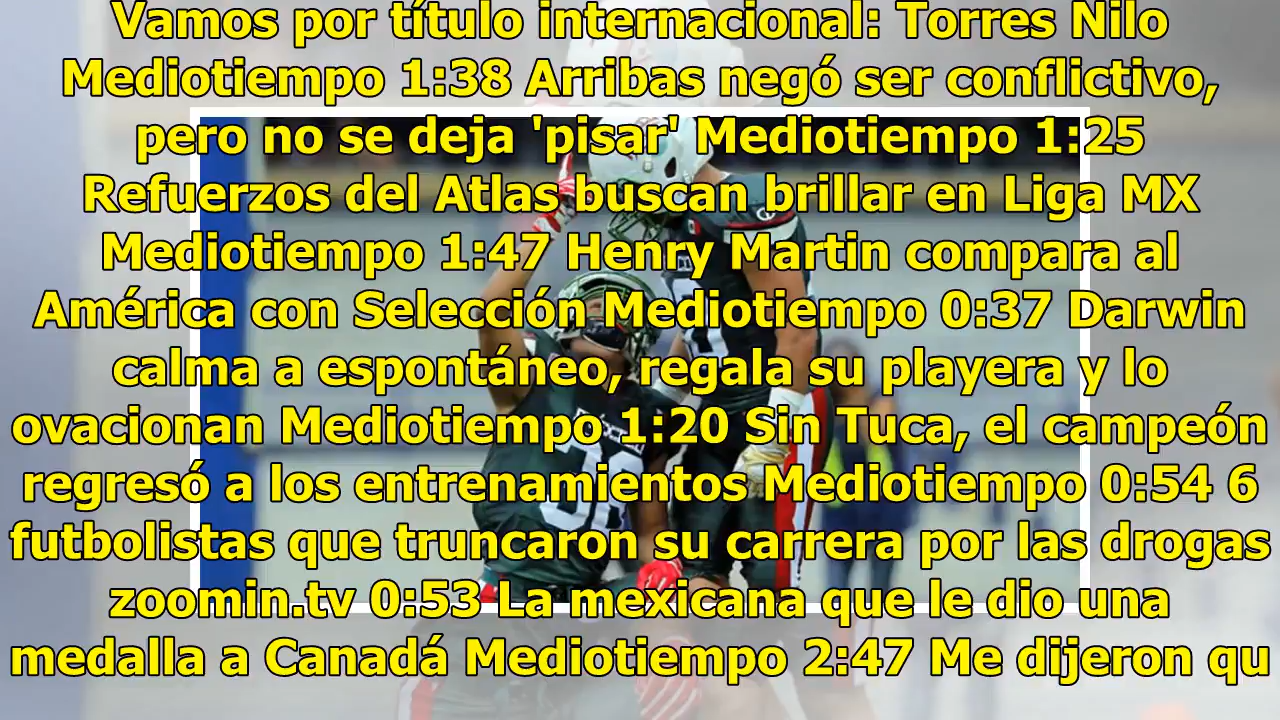 Vamos por título internacional: Torres Nilo
Mediotiempo 1:38 Arribas negó ser conflictivo,
pero no se deja 'pisar' Mediotiempo 1:25
Refuerzos del Atlas buscan brillar en Liga MX
Mediotiempo 1:47 Henry Martin compara al
América con Selección Mediotiempo 0:37 Darwin
calma a espontáneo, regala su playera y lo
ovacionan Mediotiempo 1:20 Sin Tuca, el campeón
regresó a los entrenamientos Mediotiempo 0:54 6
futbolistas que truncaron su carrera por las drogas
zoomin.tv 0:53 La mexicana que le dio una
medalla a Canadá Mediotiempo 2:47 Me dijeron qu